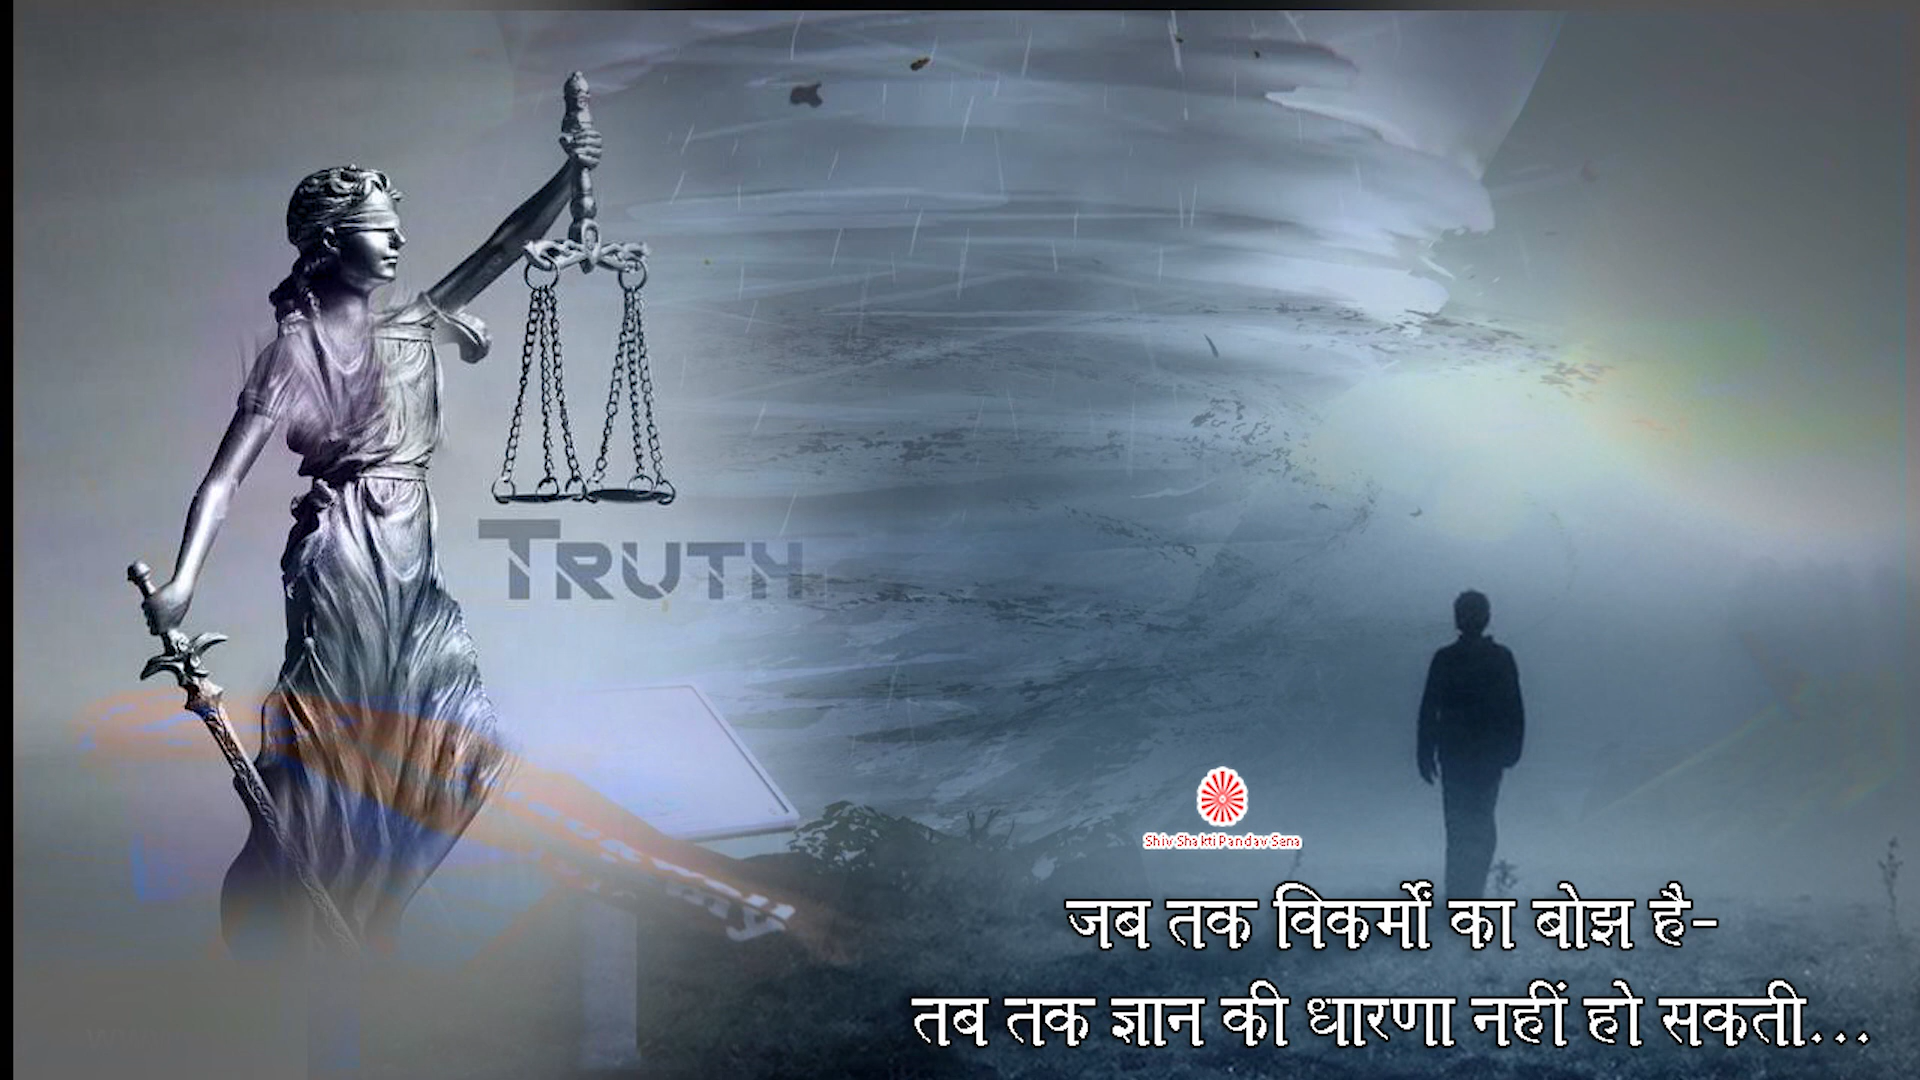 TRUTH
Shiv Shakti Pandav Sena
जब तक विकर्मों का बोझ है-
तब तक ज्ञान की धारणा नहीं हो सकती...